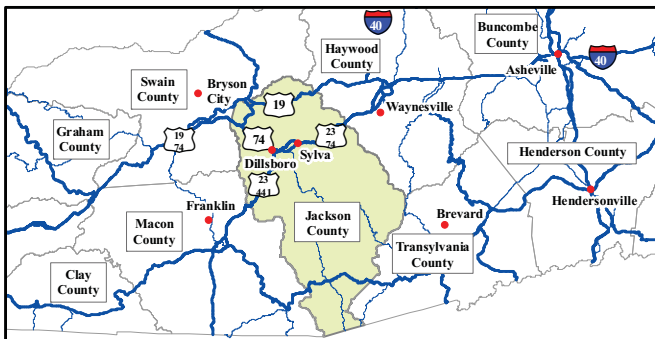 40
Buncombe
County
Haywood
County
40
Asheville
Swain
County
Bryson
City
19
Waynesville
Graham
County
19
74
74
23
74
Sylva
Dillsboro
Henderson County
23
441
Hendersonville
Franklin
Macon
County
Jackson
County
Brevard
Transylvania
County
Clay
County